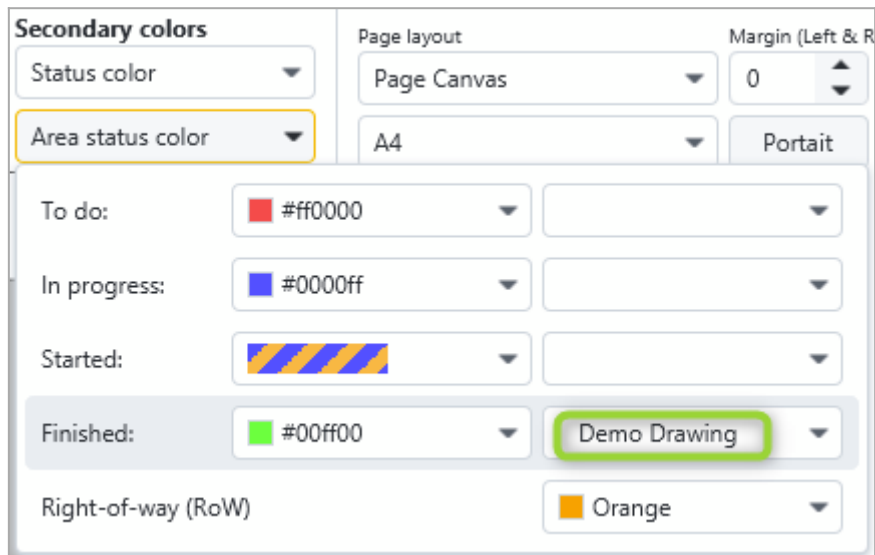 Secondary colors
Page layout
Margin (Left & R
Status color
Page Canvas
0
Area status color
A4
Portait
To do:
#ff0000
In progress:
#0000ff
Started:
Finished:
#00ff00
Demo Drawing
Right-of-way (RoW)
Orange